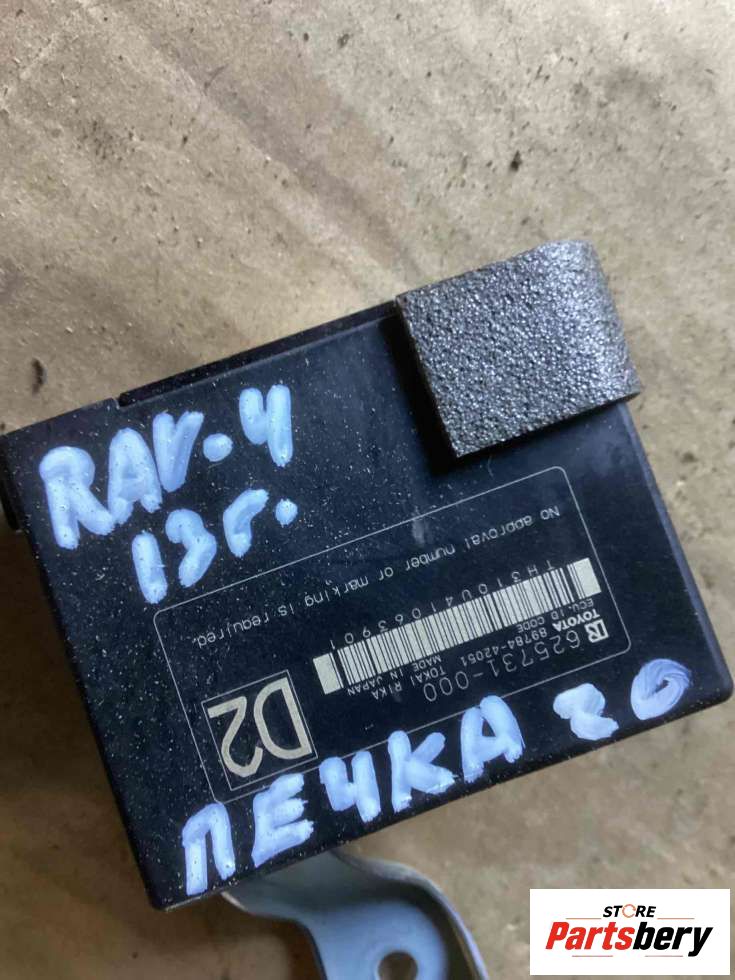 RAV.4
13г.
No approval number or marking is required.
TH310U41063901
ECU. ID CODE
TOYOTA 89784-42051 MADE IN JAPAN
625731-000 TOKAI RIKA
D2
ПЕЧКА 20
STORE
Partsbery